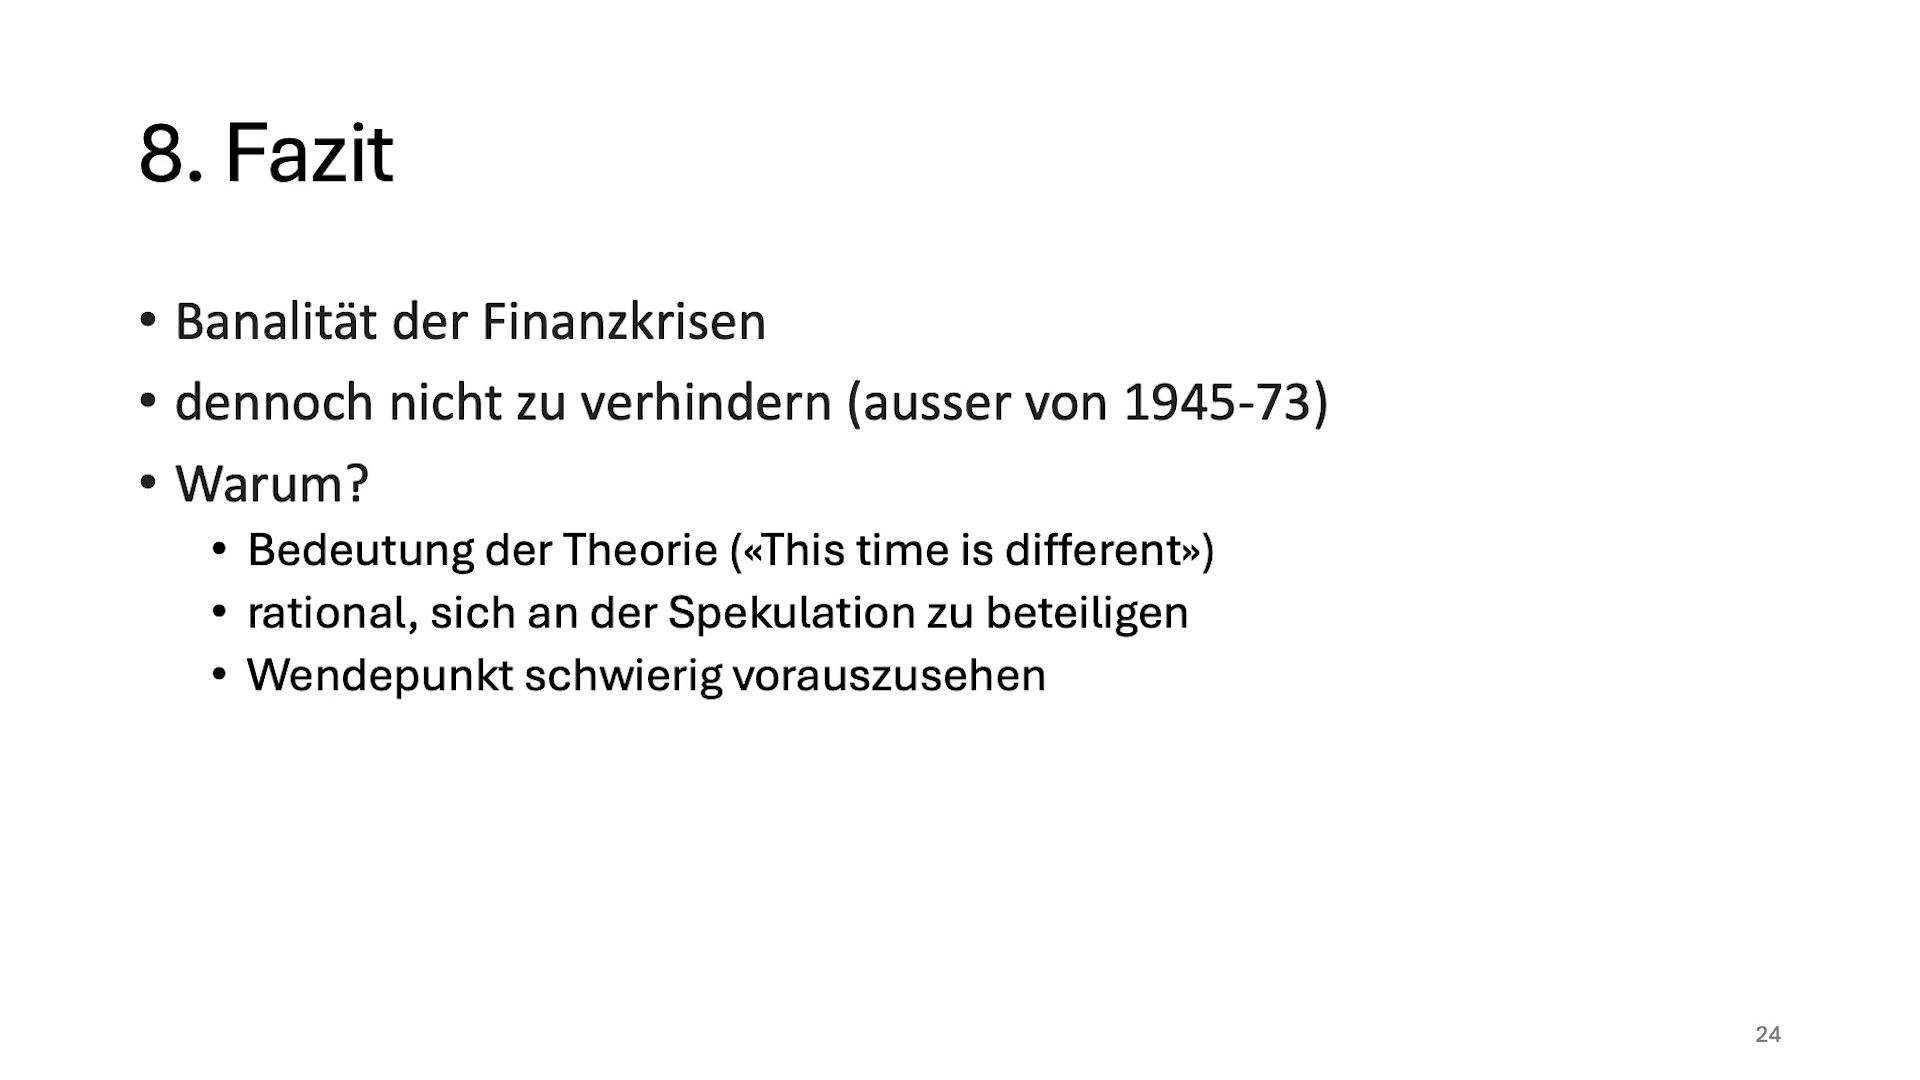 8. Fazit
• Banalität der Finanzkrisen
• dennoch nicht zu verhindern (ausser von 1945-73)
• Warum?
• Bedeutung der Theorie («This time is different»)
• rational, sich an der Spekulation zu beteiligen
• Wendepunkt schwierig vorauszusehen
24